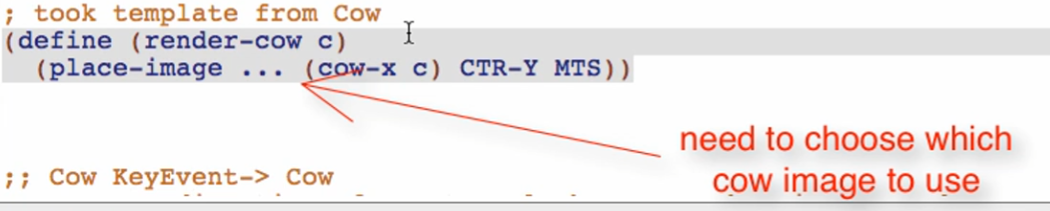 ; took template from Cow
(define (render-cow c)
(place-image ... (cow-x c) CTR-Y MTS))
need to choose which
cow image to use
;; Cow KeyEvent-> Cow